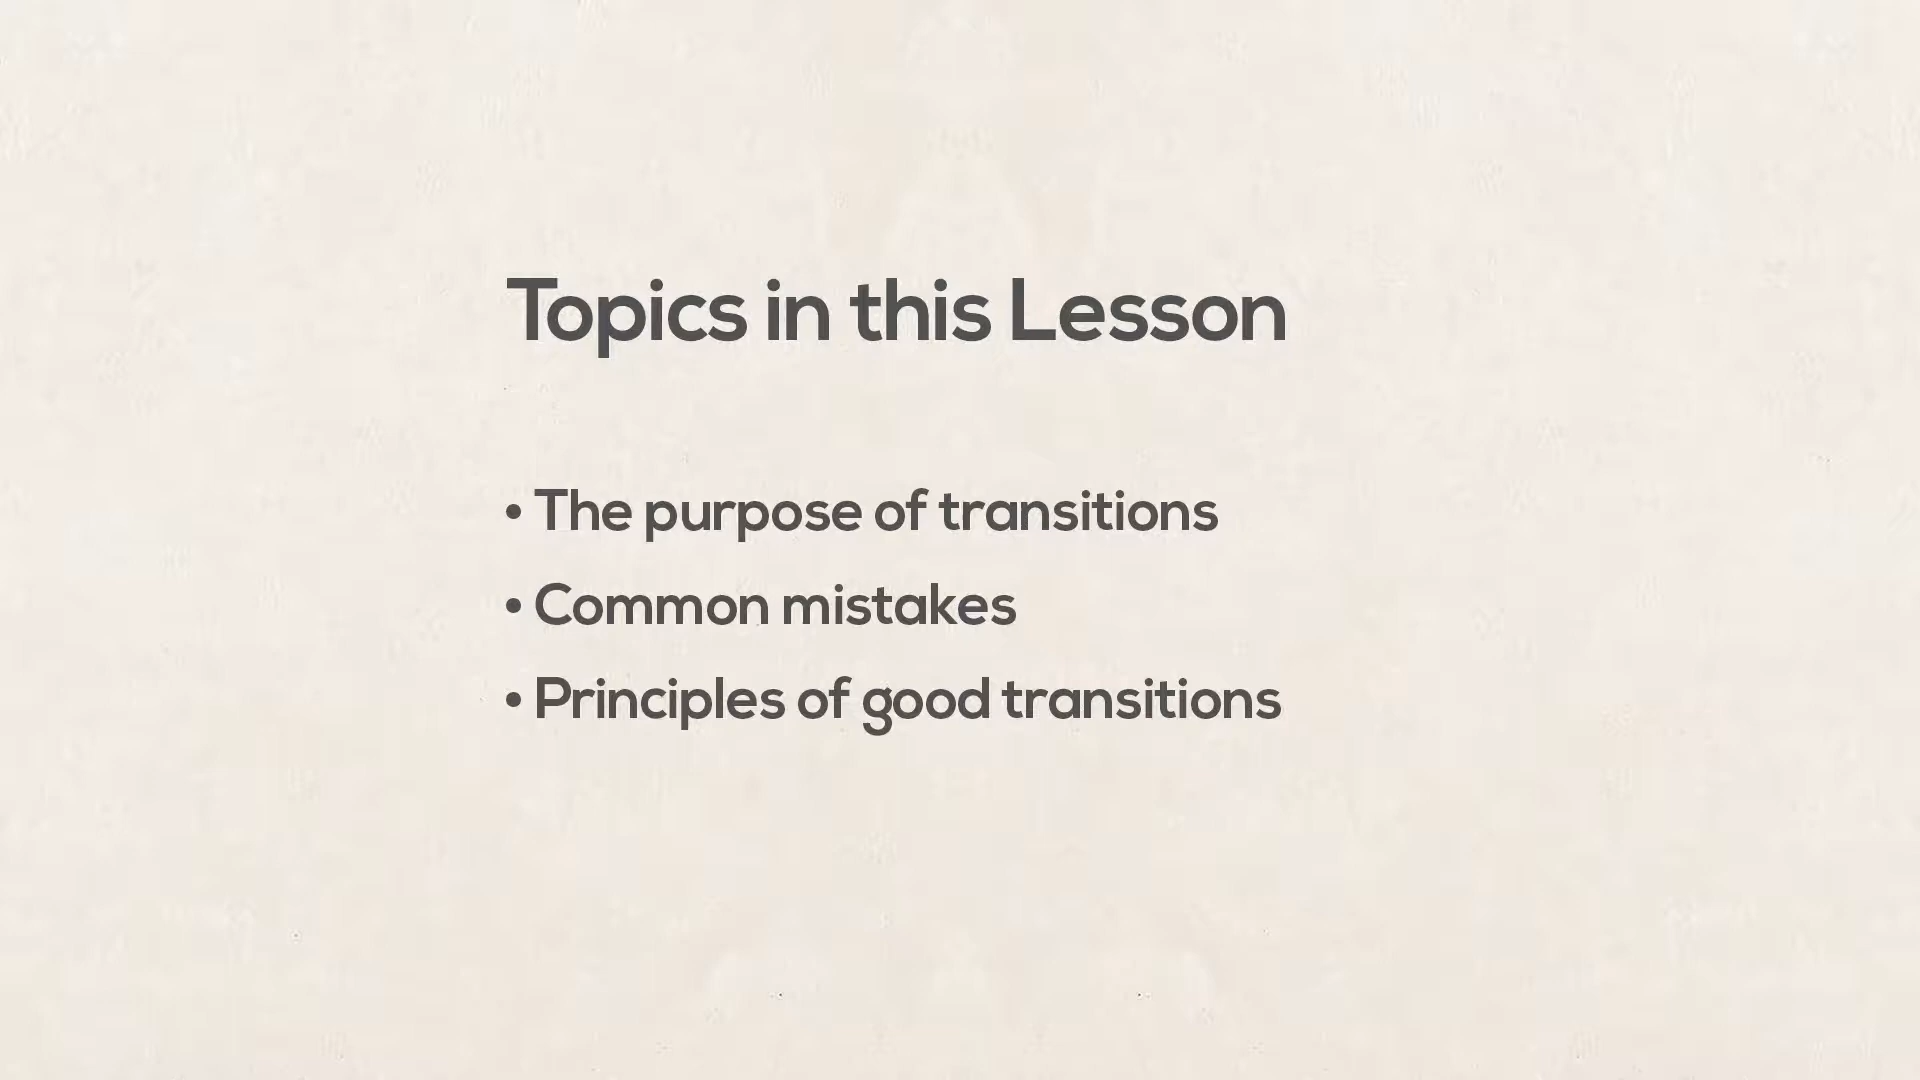 Topics in this Lesson
• The purpose of transitions
• Common mistakes
• Principles of good transitions